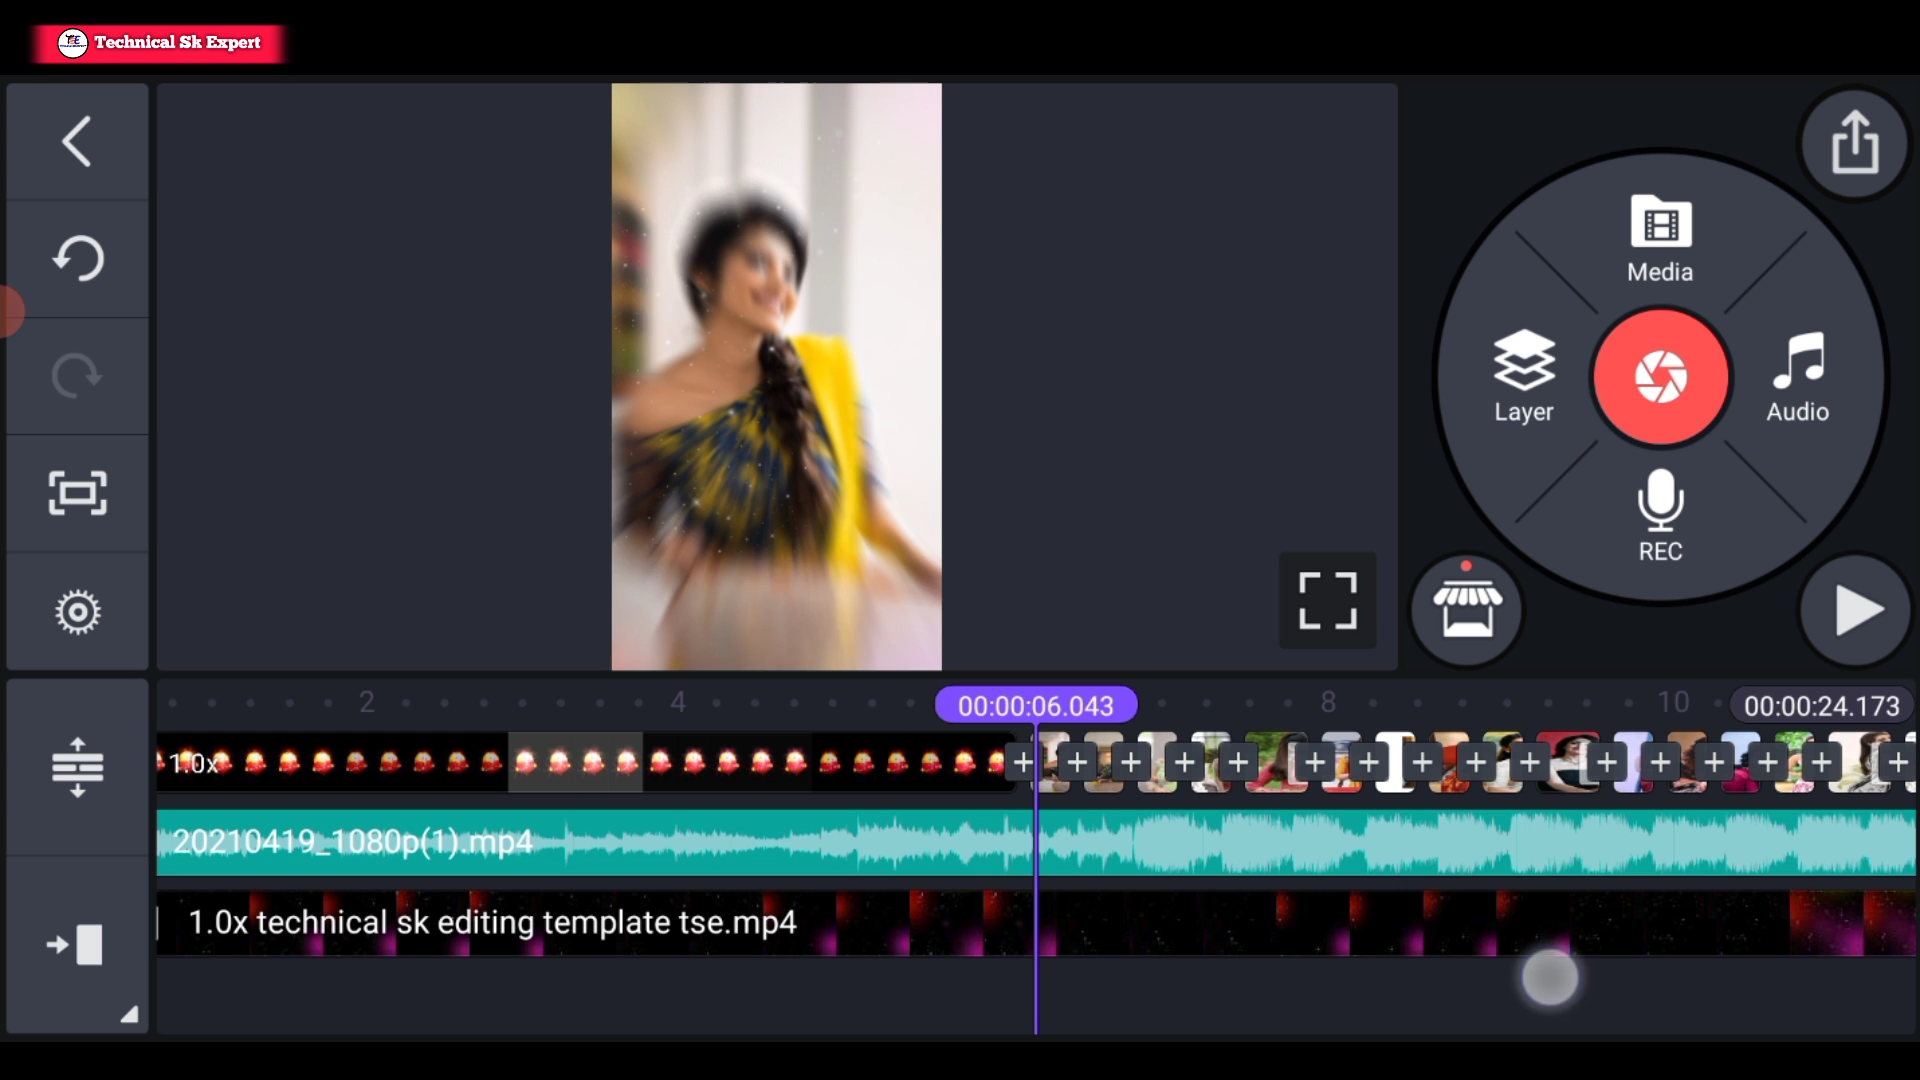 Technical Sk Expert
Media
Layer
Audio
REC
2
4
00:00:06.043
8
10
00:00:24.173
1.0x
20210419_1080p(1).mp4
1.0x technical sk editing template tse.mp4